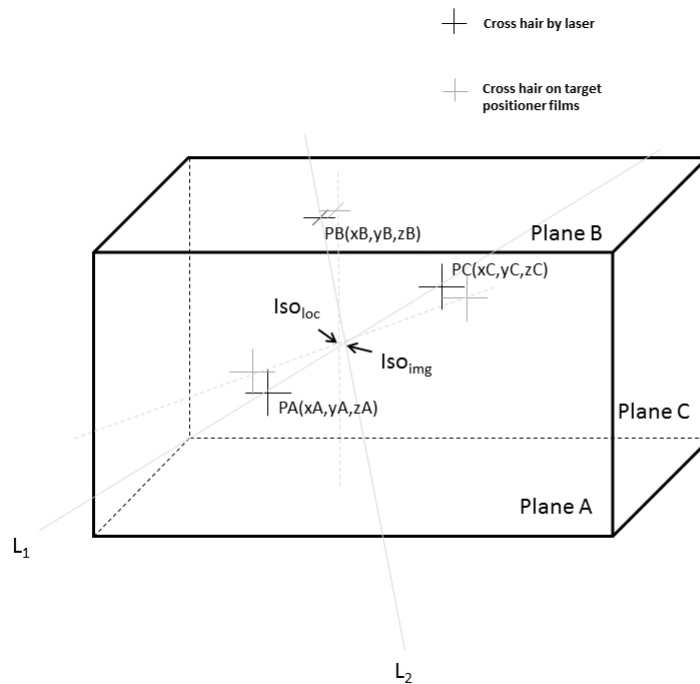 Cross hair by laser
Cross hair on target
positioner films
PB(xB,yB,zB)
Plane B
PC(xC,yC,zC)
Iso_loc
Iso_img
PA(xA,yA,zA)
Plane C
Plane A
L_1
L_2